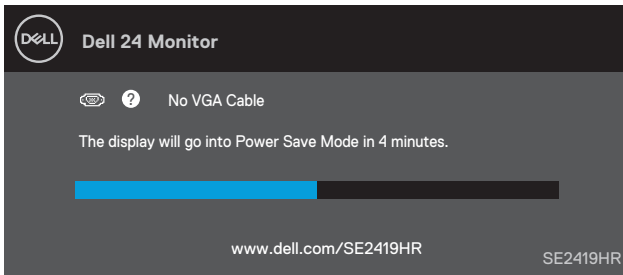 DELL
Dell 24 Monitor
? No VGA Cable
The display will go into Power Save Mode in 4 minutes.
www.dell.com/SE2419HR
SE2419HR